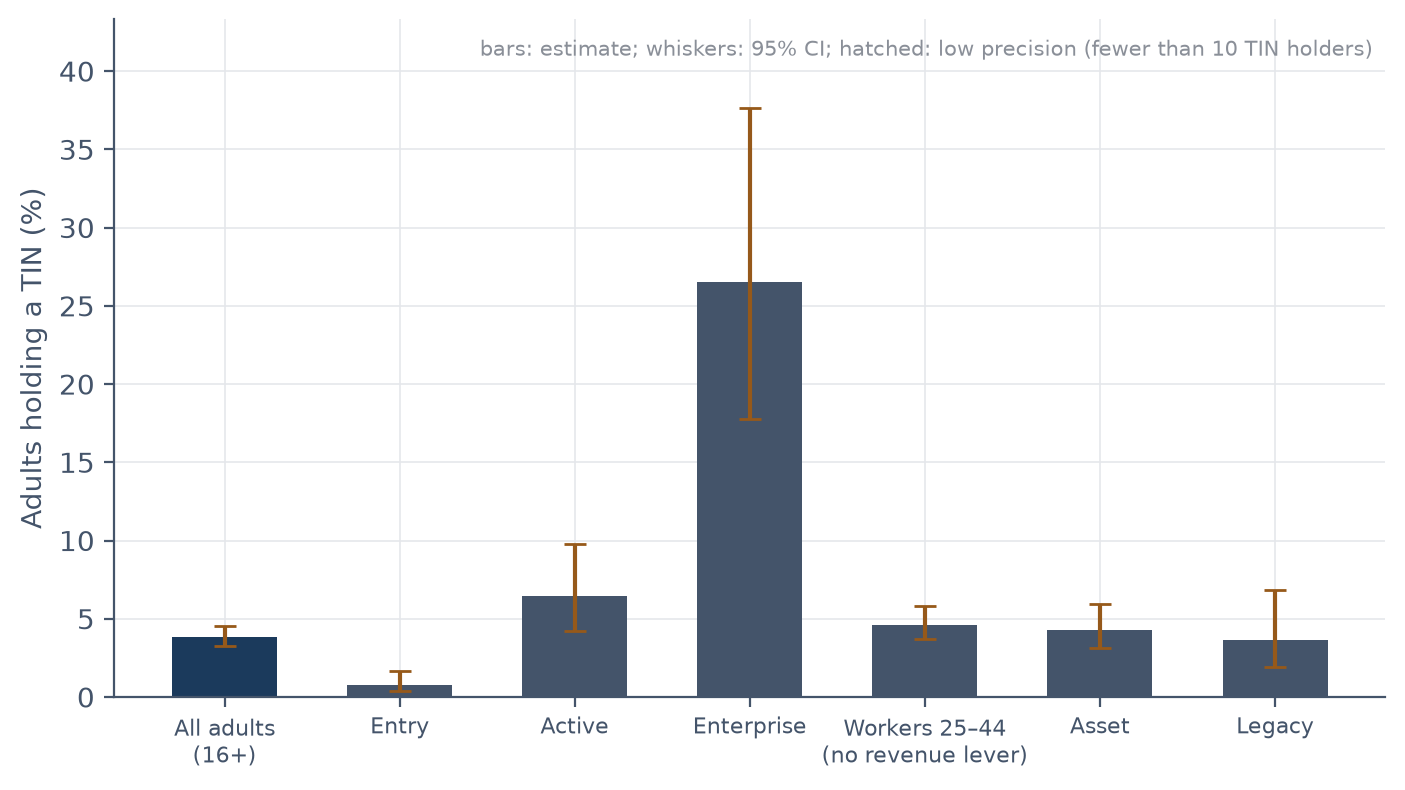 bars: estimate; whiskers: 95% CI; hatched: low precision (fewer than 10 TIN holders)
Adults holding a TIN (%)
40
35
30
25
20
15
10
5
0
All adults
(16+)
Entry
Active
Enterprise
Workers 25–44
(no revenue lever)
Asset
Legacy